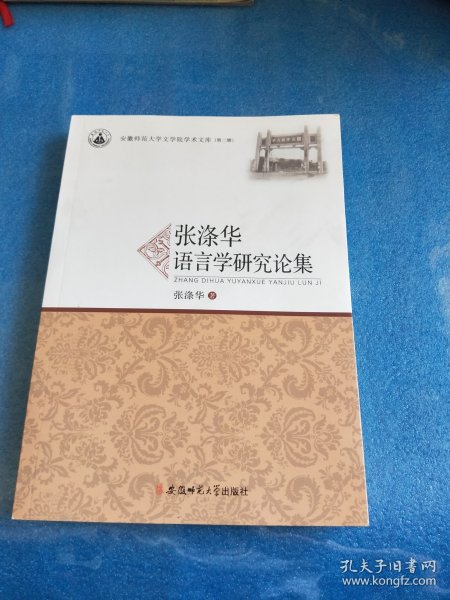 安徽师范大学文学院学术文库（第二辑）
张涤华
语言学研究论集
ZHANG DIHUA YUYANXUE YANJIU LUN JI
张涤华 著
安徽师范大学出版社
孔夫子旧书网
www.kongfz.com